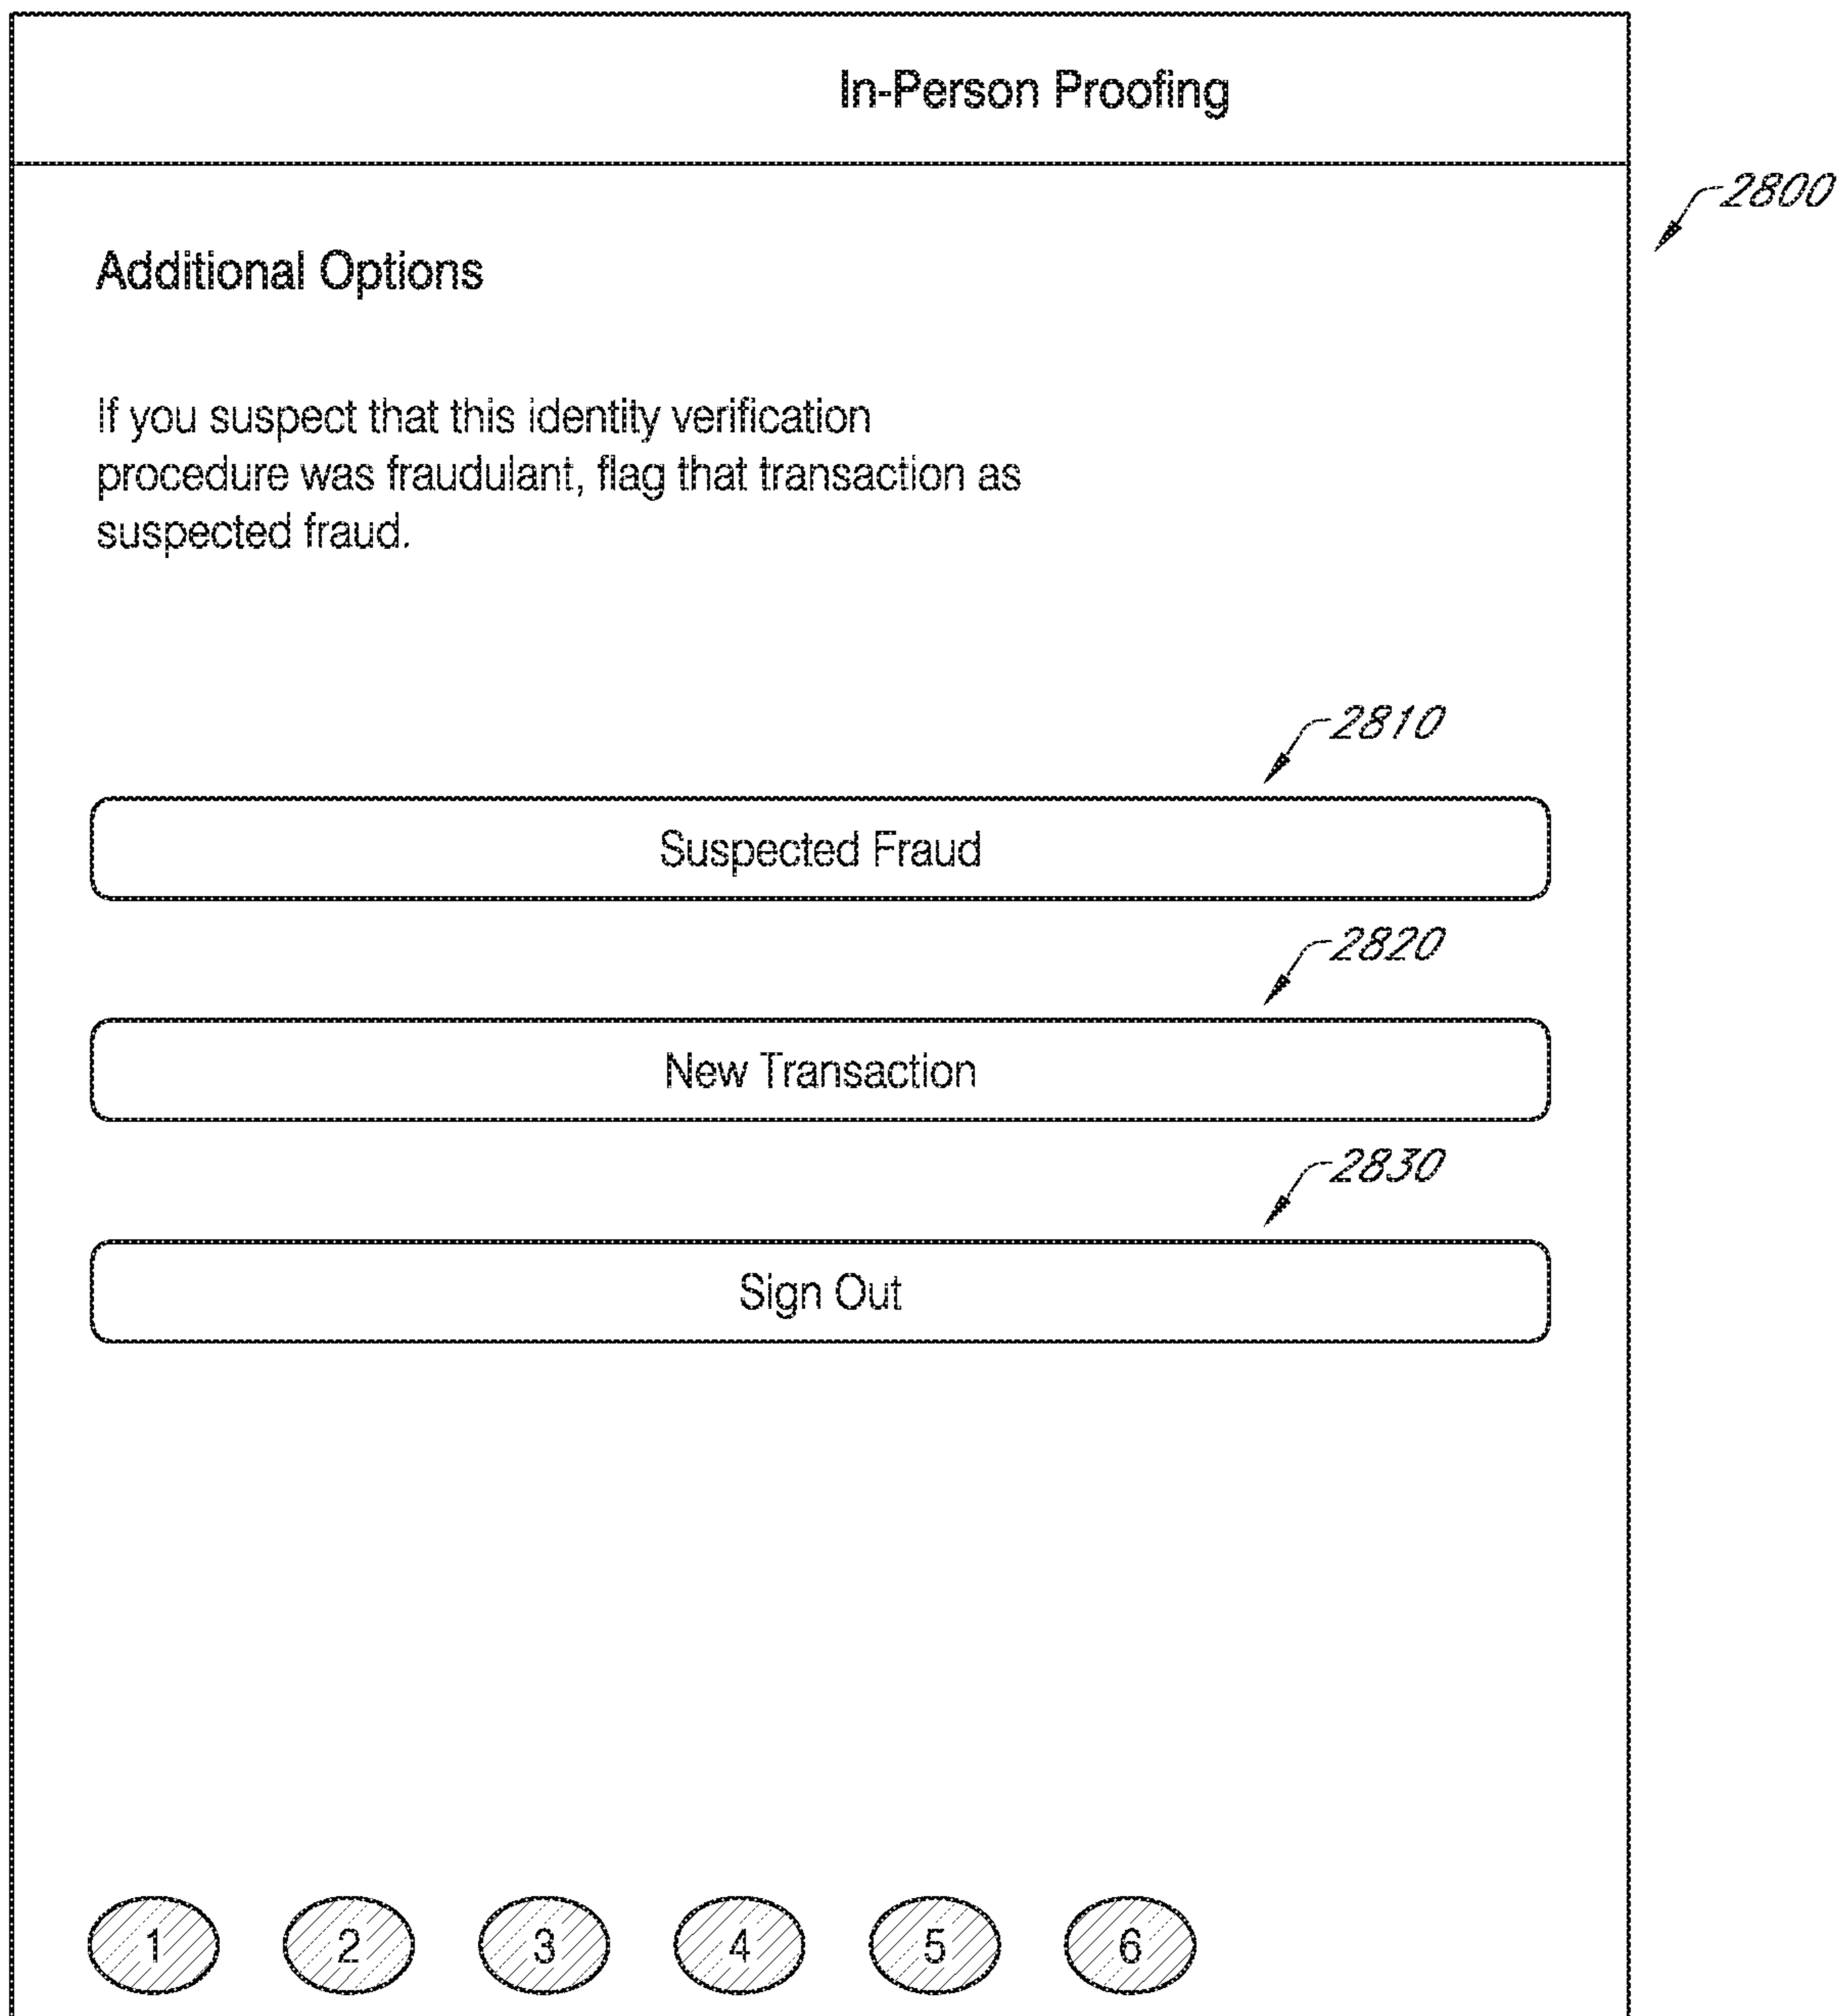 In-Person Proofing
2800
Additional Options
If you suspect that this identity verification
procedure was fraudulant, flag that transaction as
suspected fraud.
2810
Suspected Fraud
2820
New Transaction
2830
Sign Out
1 2 3 4 5 6